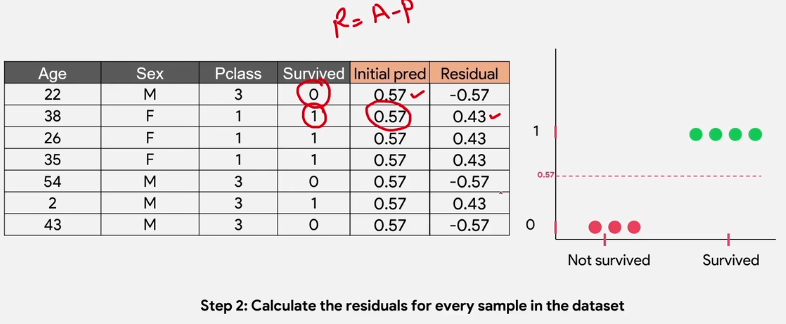 R = A - P
Age Sex Pclass Survived Initial pred Residual
22 M 3 0 0.57 -0.57
38 F 1 1 0.57 0.43
26 F 1 1 0.57 0.43
35 F 1 1 0.57 0.43
54 M 3 0 0.57 -0.57
2 M 3 1 0.57 0.43
43 M 3 0 0.57 -0.57
1
0.57
0
Not survived Survived
Step 2: Calculate the residuals for every sample in the dataset